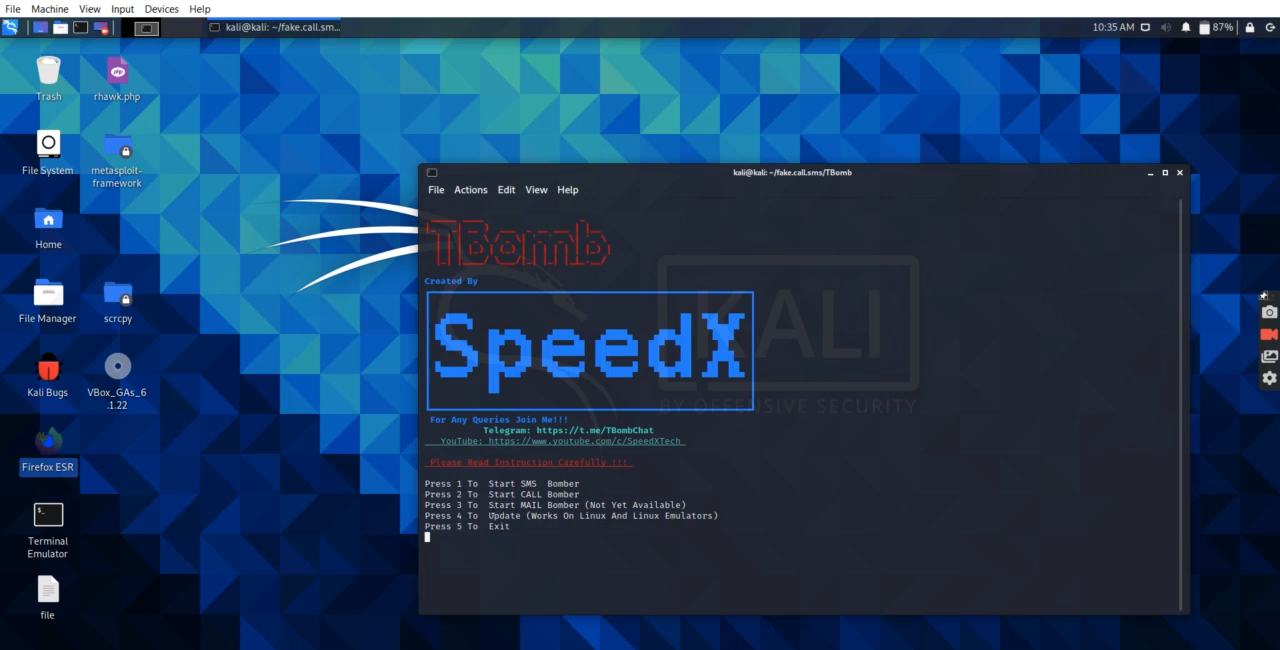 File Machine View Input Devices Help
kali@kali: ~/fake.call.sm...
10:35 AM
87%
Trash
rhawk.php
php
File System
metasploit-
framework
Home
File Manager
scrcpy
Kali Bugs
VBox_GAs_6
.1.22
Firefox ESR
Terminal
Emulator
file
kali@kali: ~/fake.call.sms/TBomb
File Actions Edit View Help
TBomb
Created By
SpeedX
KALI
BY OFFENSIVE SECURITY
For Any Queries Join Me!!!
Telegram: https://t.me/TBombChat
YouTube: https://www.youtube.com/c/SpeedXTech
Please Read Instruction Carefully !!!
Press 1 To Start SMS Bomber
Press 2 To Start CALL Bomber
Press 3 To Start MAIL Bomber (Not Yet Available)
Press 4 To Update (Works On Linux And Linux Emulators)
Press 5 To Exit